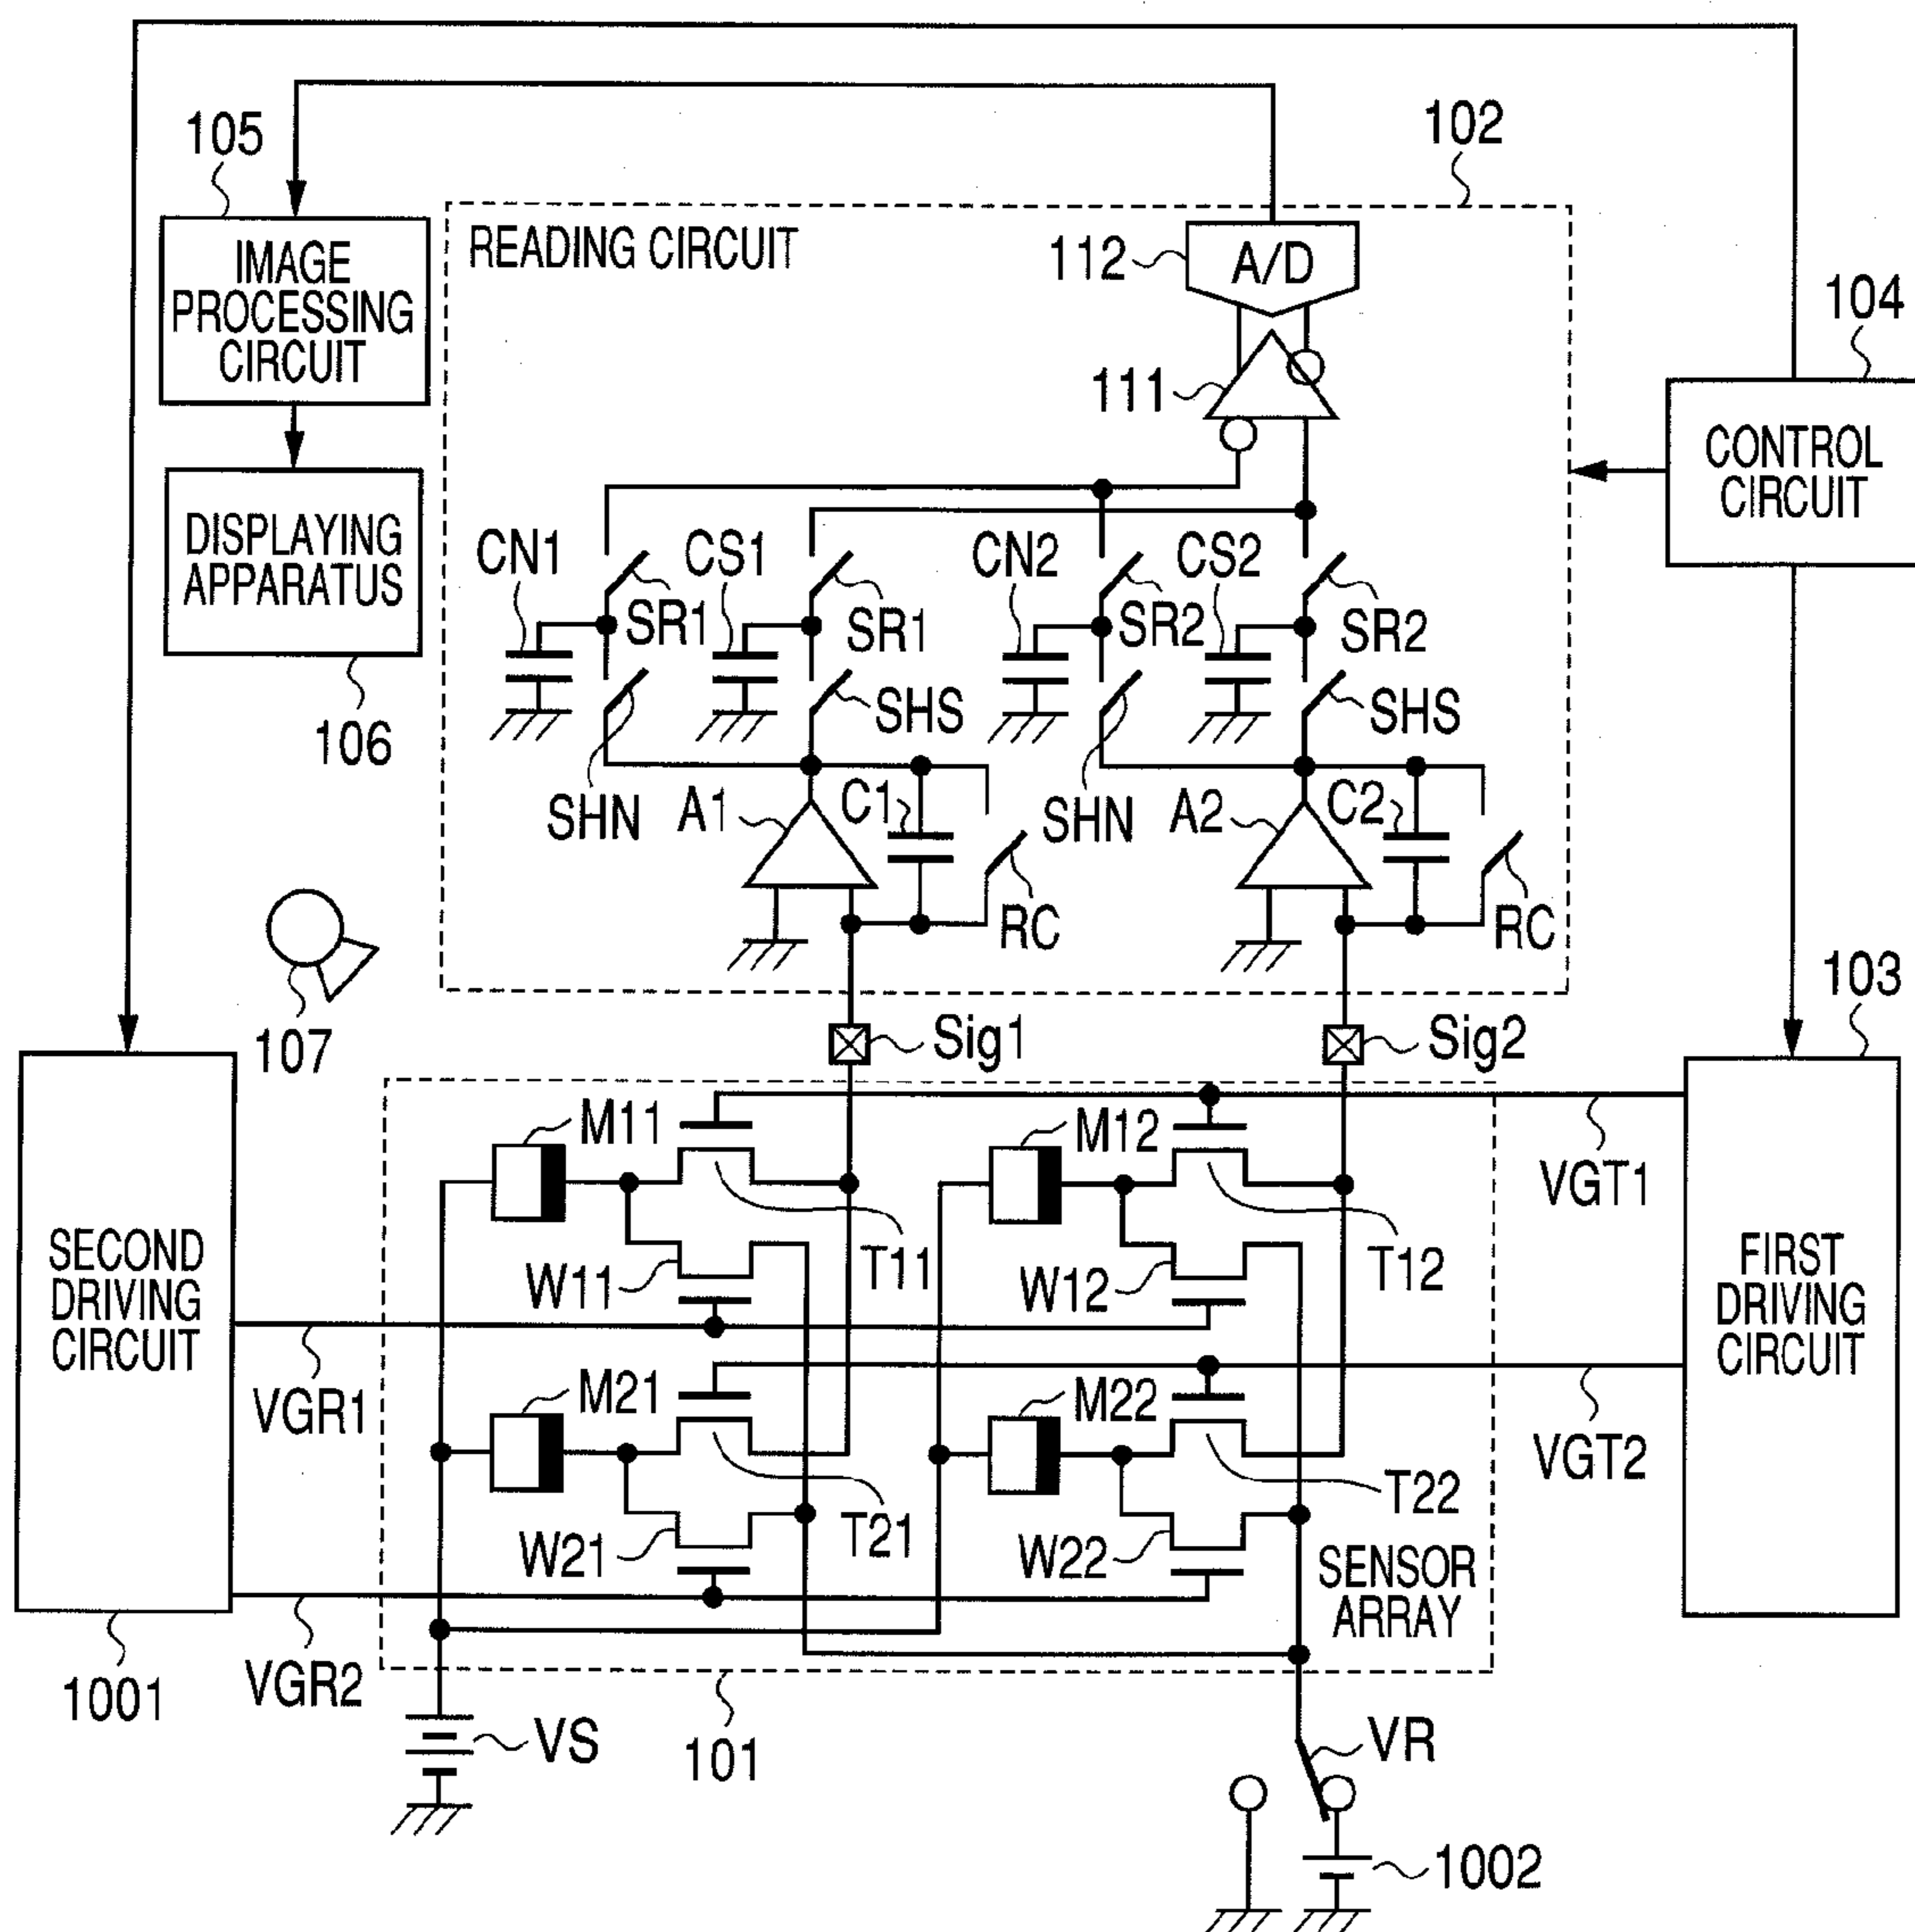 105
102
READING CIRCUIT
112
A/D
104
IMAGE
PROCESSING
CIRCUIT
111
CONTROL
CIRCUIT
DISPLAYING
APPARATUS
CN1
CS1
CN2
CS2
SR1
SR1
SR2
SR2
SHS
SHS
106
SHN
A1
C1
SHN
A2
C2
RC
RC
107
103
Sig1
Sig2
M11
M12
VGT1
SECOND
DRIVING
CIRCUIT
W11
T11
W12
T12
FIRST
DRIVING
CIRCUIT
VGR1
M21
M22
VGT2
W21
T21
W22
T22
SENSOR
ARRAY
1001
VGR2
VS
101
VR
1002